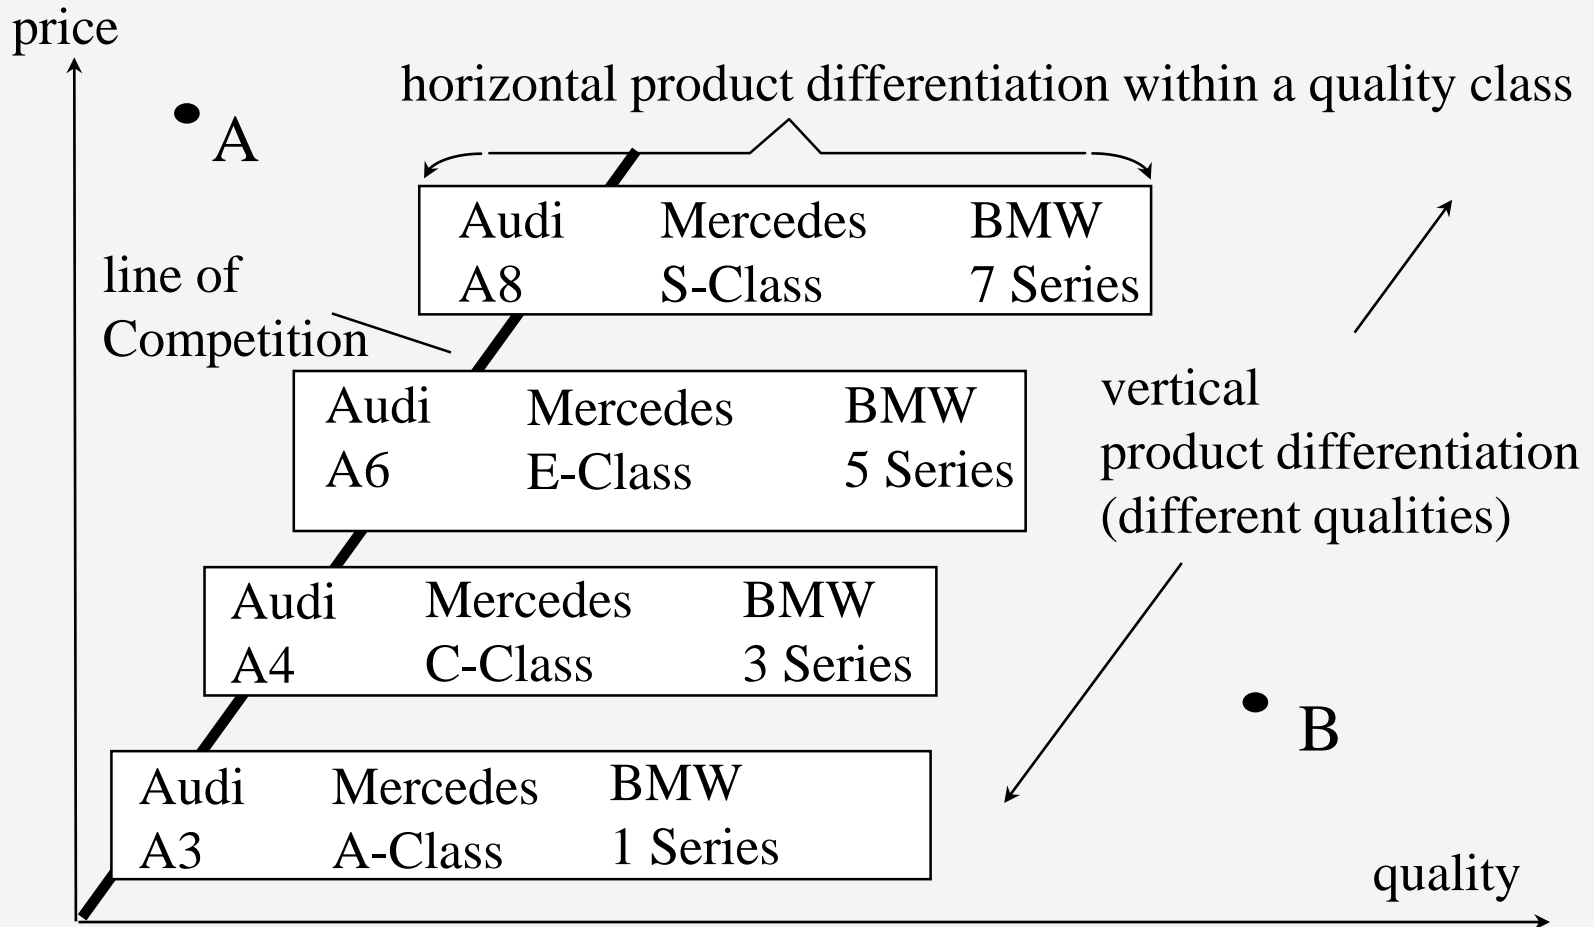 price
horizontal product differentiation within a quality class
A
Audi Mercedes BMW
A8 S-Class 7 Series
line of
Competition
Audi Mercedes BMW
A6 E-Class 5 Series
vertical
product differentiation
(different qualities)
Audi Mercedes BMW
A4 C-Class 3 Series
B
Audi Mercedes BMW
A3 A-Class 1 Series
quality